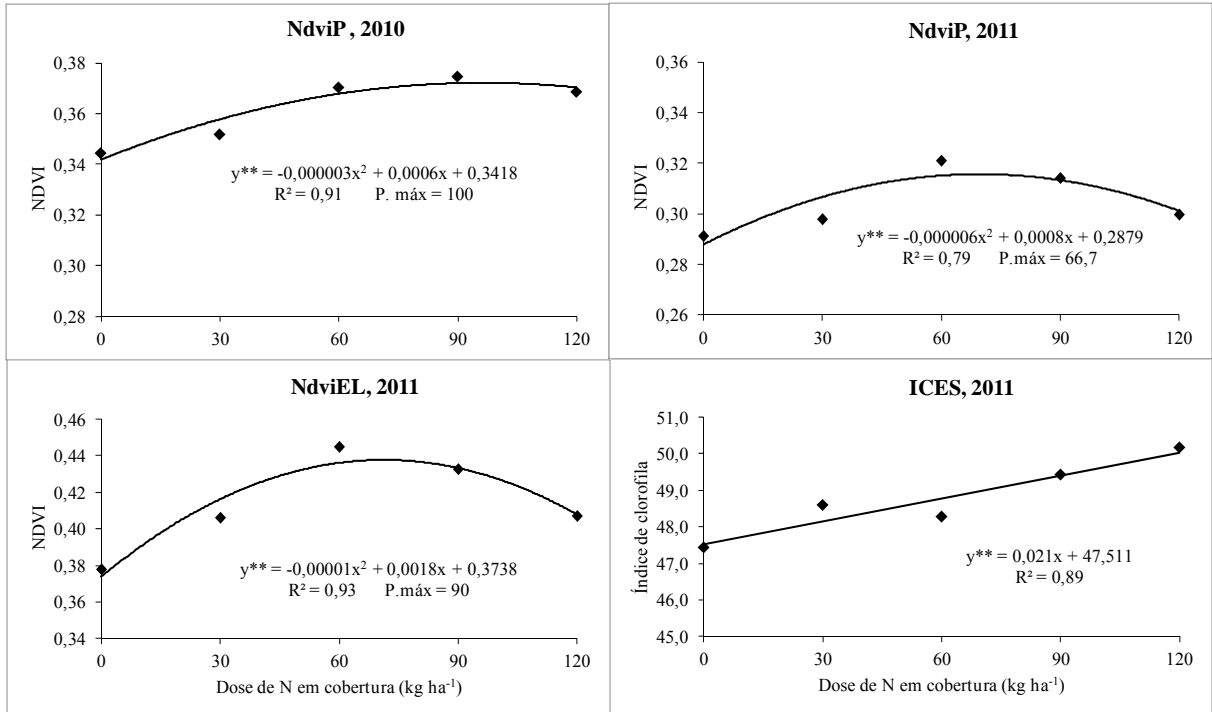 NdviP, 2010
NDVI
0,38
0,36
0,34
0,32
0,30
0,28
0 30 60 90 120
y** = -0,000003x² + 0,0006x + 0,3418
R² = 0,91 P. máx = 100
NdviP, 2011
NDVI
0,36
0,34
0,32
0,30
0,28
0,26
0 30 60 90 120
y** = -0,000006x² + 0,0008x + 0,2879
R² = 0,79 P.máx = 66,7
NdviEL, 2011
NDVI
0,46
0,44
0,42
0,40
0,38
0,36
0,34
0 30 60 90 120
y** = -0,00001x² + 0,0018x + 0,3738
R² = 0,93 P.máx = 90
Dose de N em cobertura (kg ha⁻¹)
ICES, 2011
Índice de clorofila
51,0
50,0
49,0
48,0
47,0
46,0
45,0
0 30 60 90 120
y** = 0,021x + 47,511
R² = 0,89
Dose de N em cobertura (kg ha⁻¹)